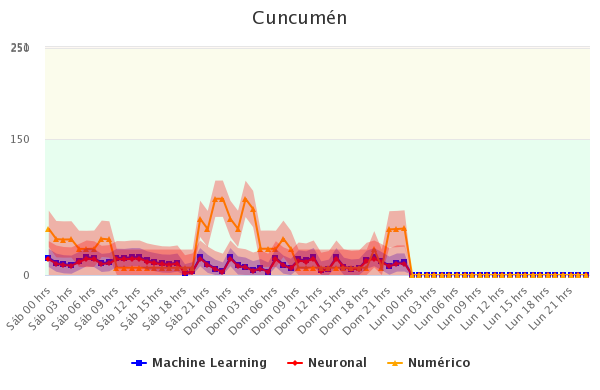 Cuncumén
250
150
0
Sáb 00 hrs
Sáb 03 hrs
Sáb 06 hrs
Sáb 09 hrs
Sáb 12 hrs
Sáb 15 hrs
Sáb 18 hrs
Sáb 21 hrs
Dom 00 hrs
Dom 03 hrs
Dom 06 hrs
Dom 09 hrs
Dom 12 hrs
Dom 15 hrs
Dom 18 hrs
Dom 21 hrs
Lun 00 hrs
Lun 03 hrs
Lun 06 hrs
Lun 09 hrs
Lun 12 hrs
Lun 15 hrs
Lun 18 hrs
Lun 21 hrs
Machine Learning Neuronal Numérico